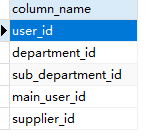 column_name
user_id
department_id
sub_department_id
main_user_id
supplier_id